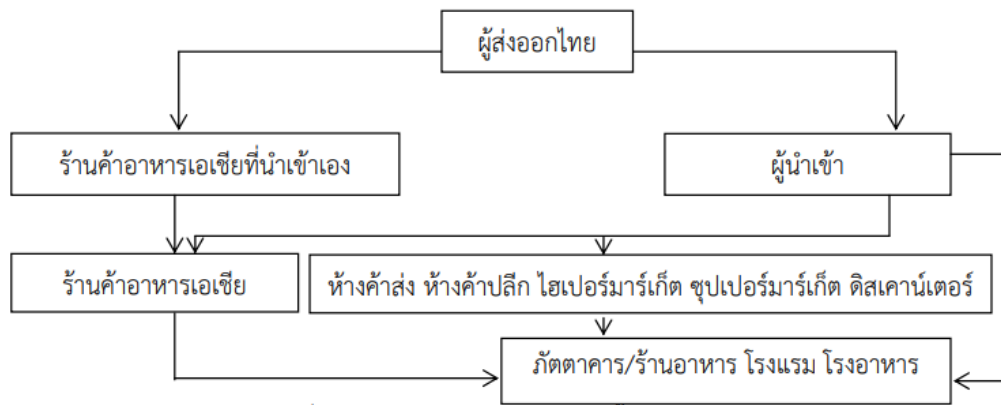 ผู้ส่งออกไทย
ร้านค้าอาหารเอเชียที่นำเข้าเอง
ผู้นำเข้า
ร้านค้าอาหารเอเชีย
ห้างค้าส่ง ห้างค้าปลีก ไฮเปอร์มาร์เก็ต ซุปเปอร์มาร์เก็ต ดิสเคาน์เตอร์
ภัตตาคาร/ร้านอาหาร โรงแรม โรงอาหาร